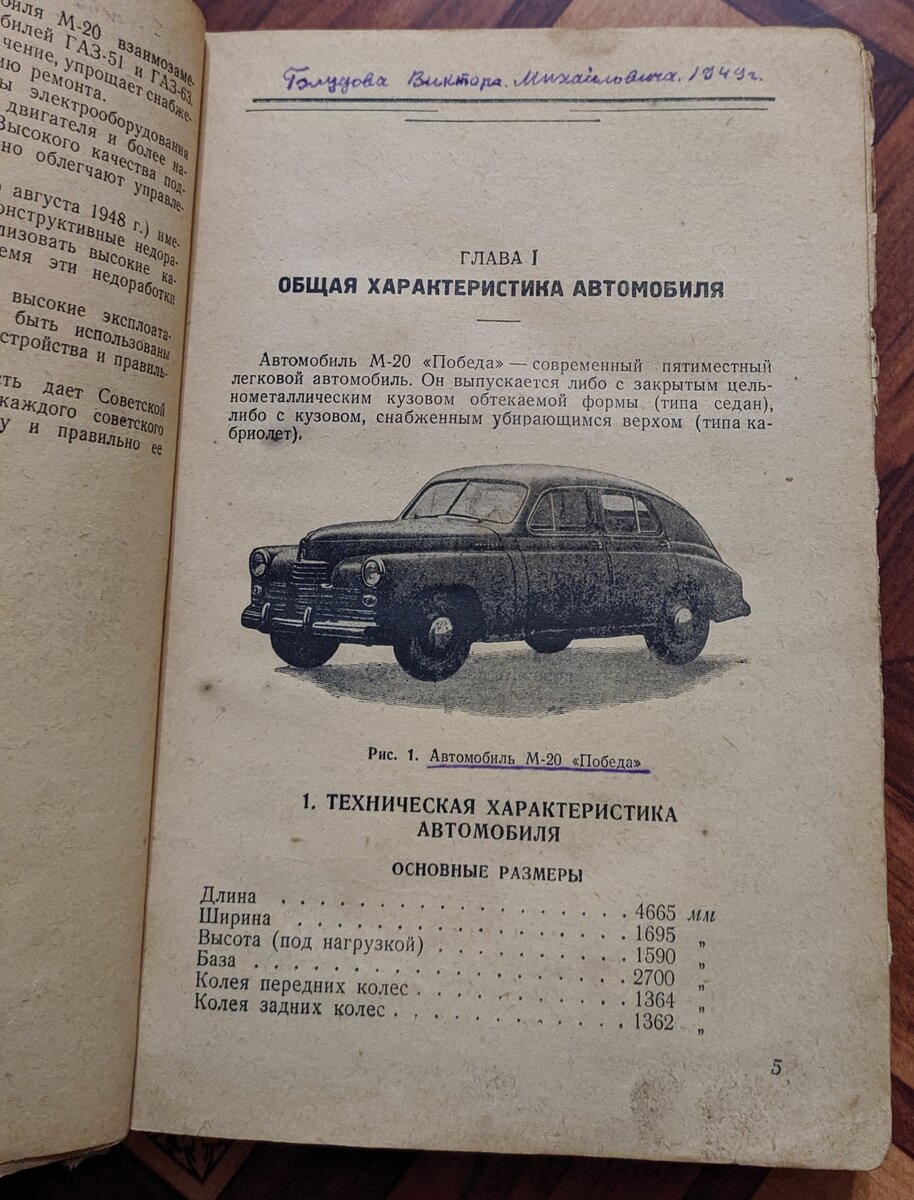 биля М-20 взаимозаме-
билей ГАЗ-51 и ГАЗ-63.
чение, упрощает снабже-
ию ремонта.
ы электрооборудования
двигателя и более на-
Высокого качества под-
но облегчают управле-
августа 1948 г.) име-
онструктивные недора-
лизовать высокие ка-
емя эти недоработки
высокие эксплоата-
быть использованы
стройства и правиль-
сть дает Советской
каждого советского
у и правильно ее
Виктора. Михайловича. 1949 г.
ГЛАВА I
ОБЩАЯ ХАРАКТЕРИСТИКА АВТОМОБИЛЯ
Автомобиль М-20 «Победа» — современный пятиместный
легковой автомобиль. Он выпускается либо с закрытым цель-
нометаллическим кузовом обтекаемой формы (типа седан),
либо с кузовом, снабженным убирающимся верхом (типа ка-
бриолет).
Рис. 1. Автомобиль М-20 «Победа»
1. ТЕХНИЧЕСКАЯ ХАРАКТЕРИСТИКА
АВТОМОБИЛЯ
ОСНОВНЫЕ РАЗМЕРЫ
Длина . . . . . . . . . . . . . . . . . 4665 мм
Ширина . . . . . . . . . . . . . . . . 1695 „
Высота (под нагрузкой) . . . . . . . . . 1590 „
База . . . . . . . . . . . . . . . . . . 2700 „
Колея передних колес . . . . . . . . . . 1364 „
Колея задних колес . . . . . . . . . . . 1362 „
5